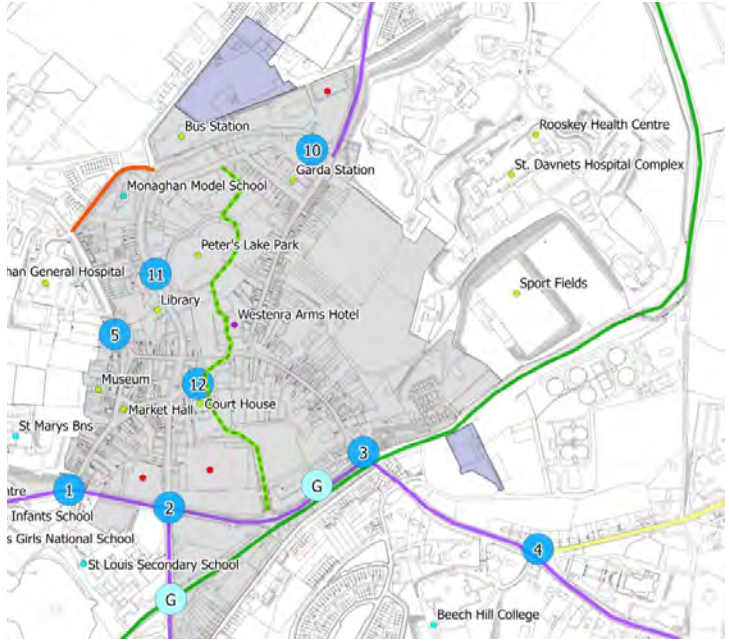 Bus Station
Rooskey Health Centre
10
Garda Station
St. Davnets Hospital Complex
Monaghan Model School
Peter's Lake Park
han General Hospital
11
Sport Fields
Library
Westenra Arms Hotel
5
Museum
12
Court House
Market Hall
St Marys Bns
3
1
ntre
G
2
Infants School
s Girls National School
4
St Louis Secondary School
G
Beech Hill College